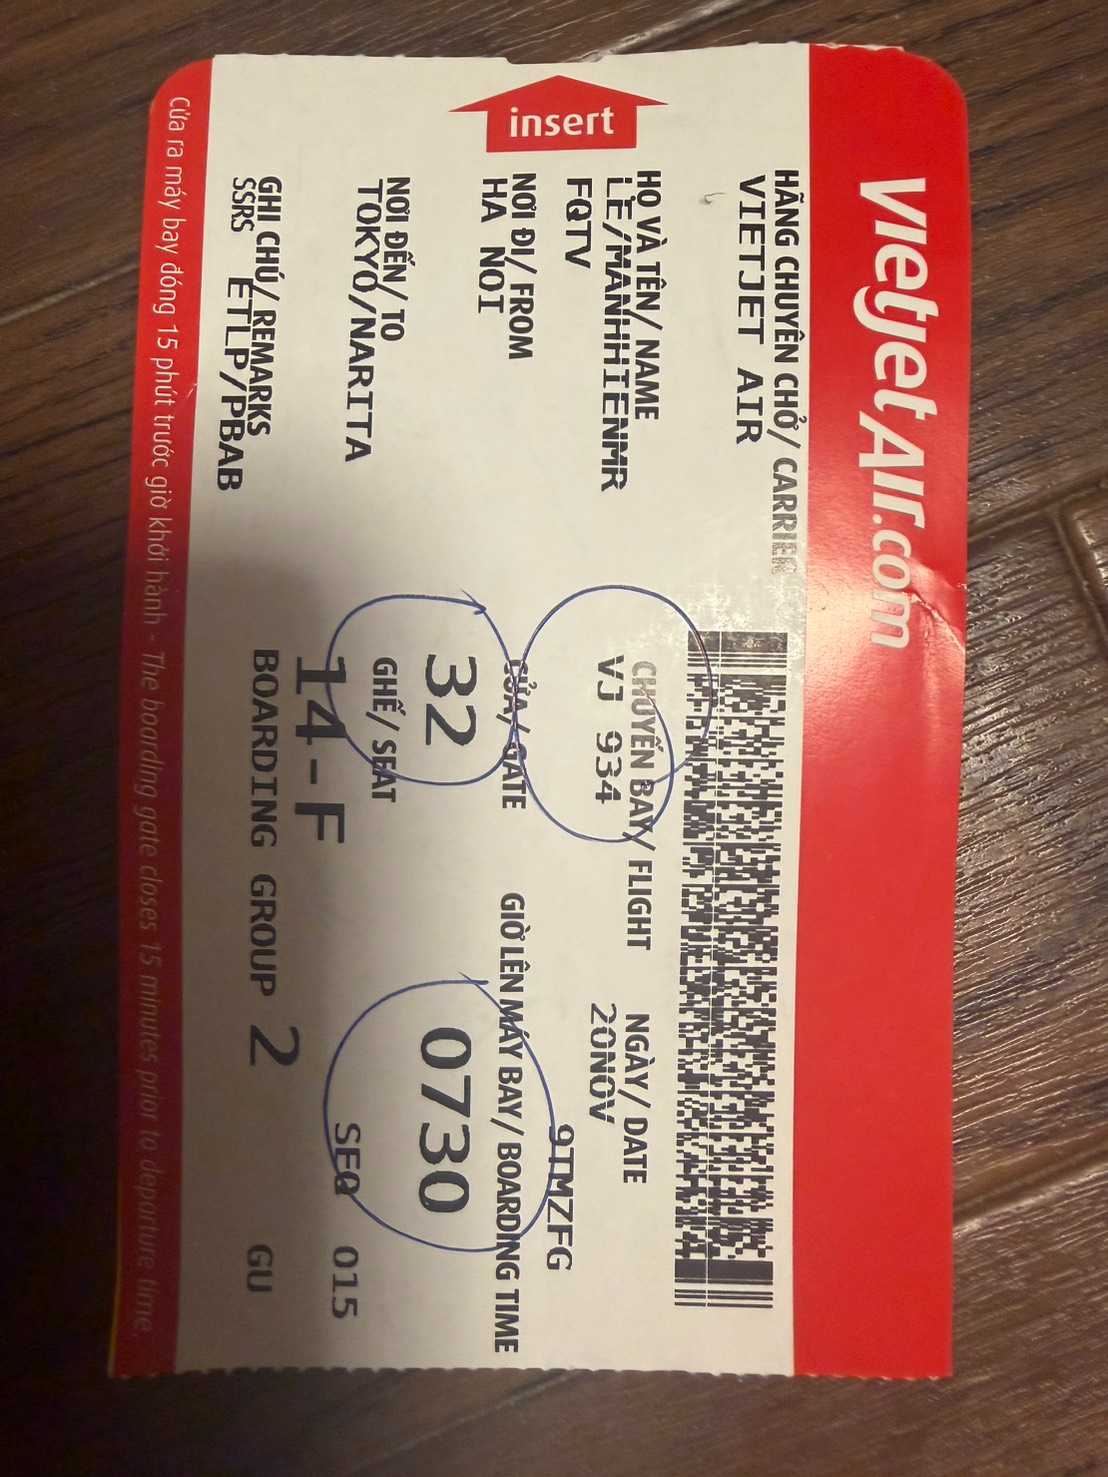 VietjetAir.com
HÃNG CHUYÊN CHỞ/ CARRIER
VIETJET AIR
insert
HỌ VÀ TÊN/ NAME
LE/MANHHIENMR
FQTV
CHUYẾN BAY/ FLIGHT
VJ 934
NGÀY/ DATE
20NOV
9TMZFG
NƠI ĐI/ FROM
HA NOI
CỬA/ GATE
32
GIỜ LÊN MÁY BAY/ BOARDING TIME
0730
NƠI ĐẾN/ TO
TOKYO/NARITA
GHẾ/ SEAT
14-F
SEQ 015
GHI CHÚ/ REMARKS
SSRS ETLP/PBAB
BOARDING GROUP 2 GU
Cửa ra máy bay đóng 15 phút trước giờ khởi hành - The boarding gate closes 15 minutes prior to departure time.